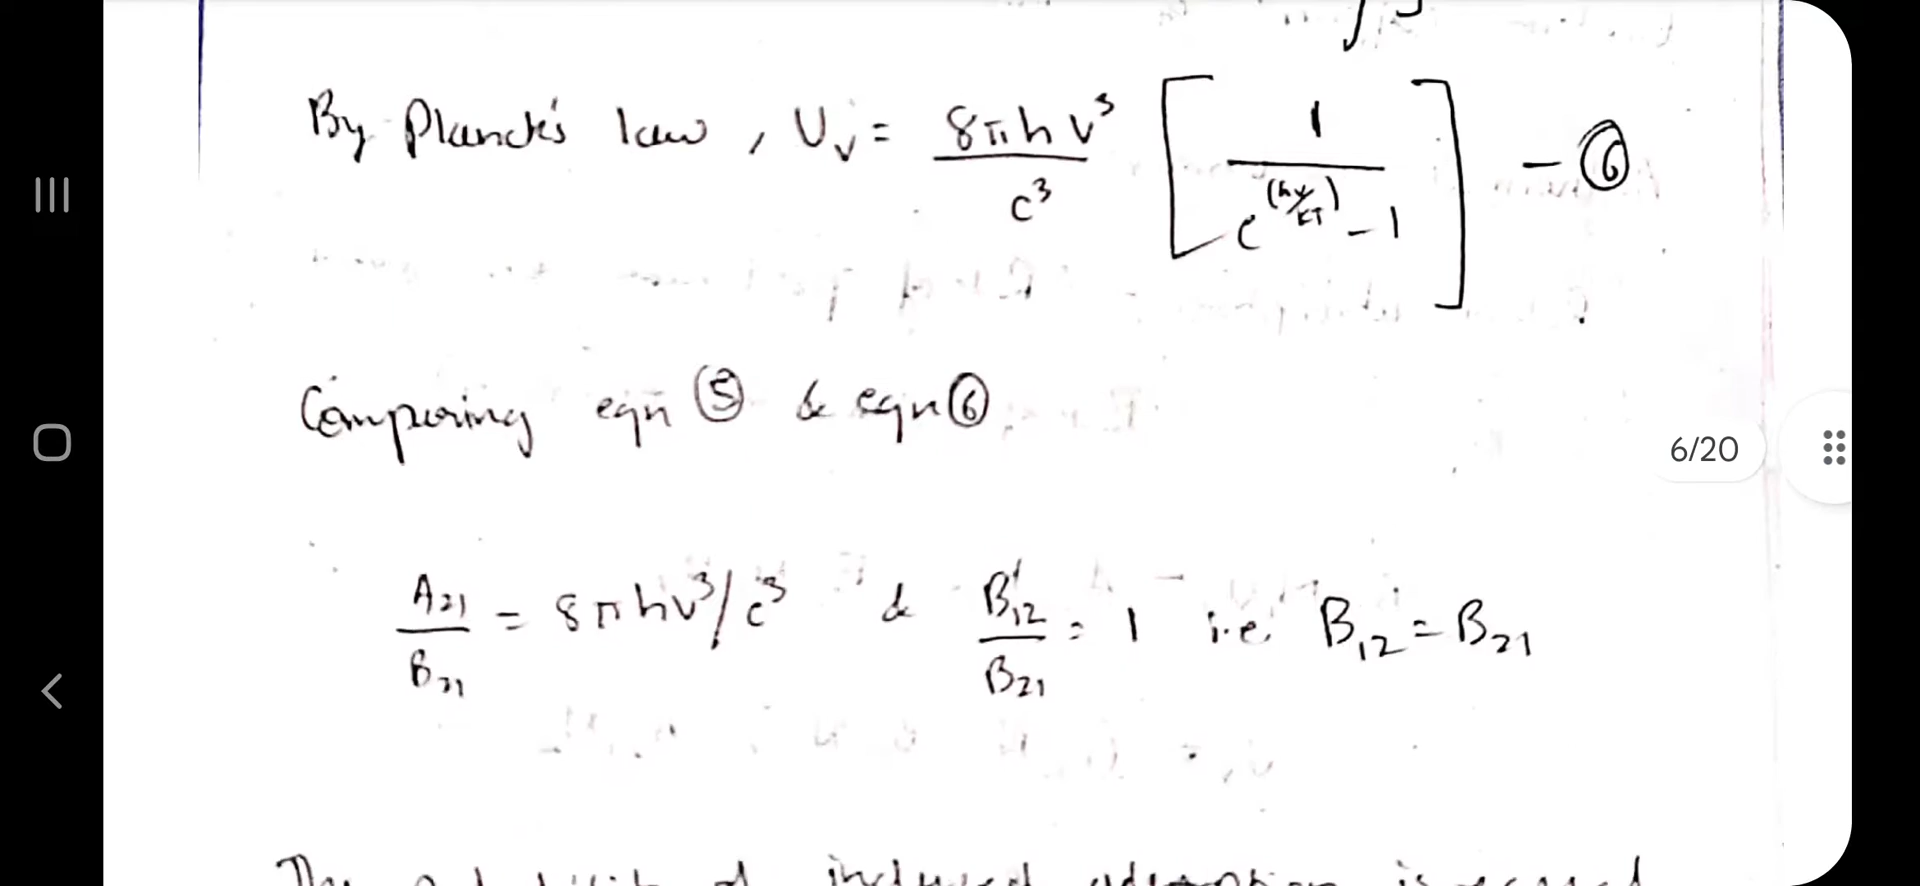 By Planck's law, Uν = 8πhν³/c³ [ 1 / e^(hν/kT) - 1 ] - ⑥
Comparing eqn ⑤ & eqn ⑥
6/20
A21/B21 = 8πhν³/c³ & B12/B21 = 1 i.e. B12 = B21
induced